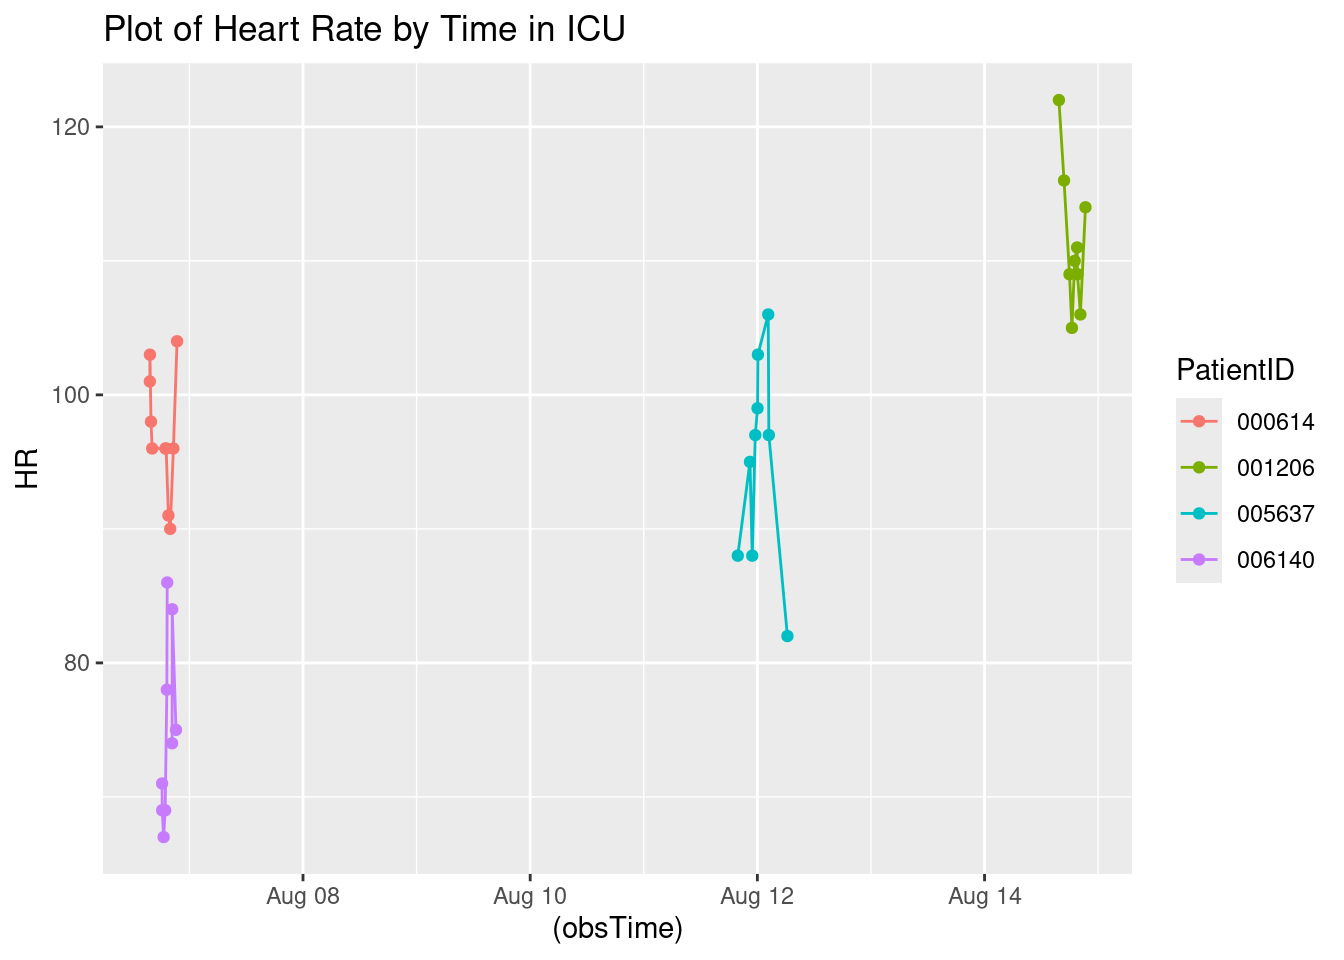 Plot of Heart Rate by Time in ICU
120
100
80
HR
Aug 08
Aug 10
Aug 12
Aug 14
(obsTime)
PatientID
000614
001206
005637
006140